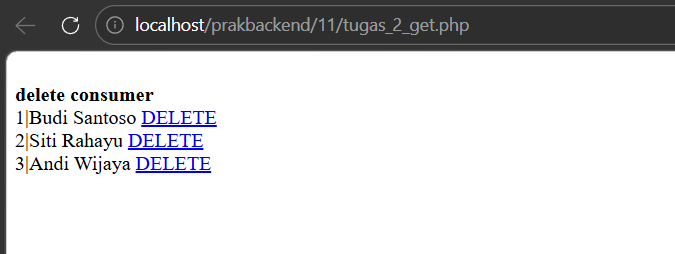 localhost/prakbackend/11/tugas_2_get.php
delete consumer
1|Budi Santoso DELETE
2|Siti Rahayu DELETE
3|Andi Wijaya DELETE